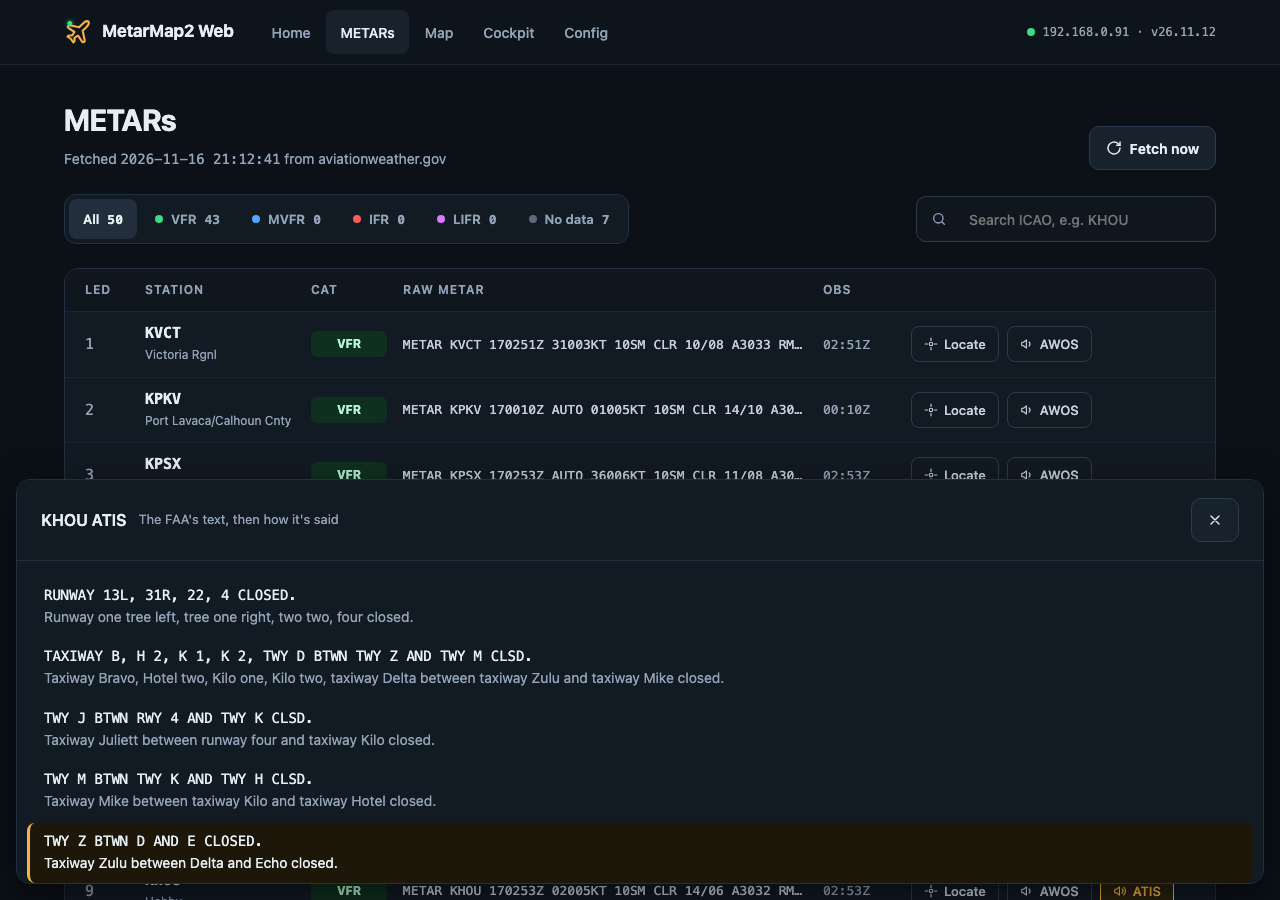 MetarMap2 Web Home METARs Map Cockpit Config 192.168.0.91 · v26.11.12
METARs
Fetched 2026-11-16 21:12:41 from aviationweather.gov
Fetch now
All 50 VFR 43 MVFR 0 IFR 0 LIFR 0 No data 7
Search ICAO, e.g. KHOU
LED STATION CAT RAW METAR OBS
1 KVCT VFR METAR KVCT 170251Z 31003KT 10SM CLR 10/08 A3033 RM… 02:51Z Locate AWOS
Victoria Rgnl
2 KPKV VFR METAR KPKV 170010Z AUTO 01005KT 10SM CLR 14/10 A30… 00:10Z Locate AWOS
Port Lavaca/Calhoun Cnty
3 KPSX VFR METAR KPSX 170253Z AUTO 36006KT 10SM CLR 11/08 A30… 02:53Z Locate AWOS
KHOU ATIS The FAA's text, then how it's said
RUNWAY 13L, 31R, 22, 4 CLOSED.
Runway one tree left, tree one right, two two, four closed.
TAXIWAY B, H 2, K 1, K 2, TWY D BTWN TWY Z AND TWY M CLSD.
Taxiway Bravo, Hotel two, Kilo one, Kilo two, taxiway Delta between taxiway Zulu and taxiway Mike closed.
TWY J BTWN RWY 4 AND TWY K CLSD.
Taxiway Juliett between runway four and taxiway Kilo closed.
TWY M BTWN TWY K AND TWY H CLSD.
Taxiway Mike between taxiway Kilo and taxiway Hotel closed.
TWY Z BTWN D AND E CLOSED.
Taxiway Zulu between Delta and Echo closed.
9 VFR METAR KHOU 170253Z 02005KT 10SM CLR 14/06 A3032 RM… 02:53Z Locate AWOS ATIS